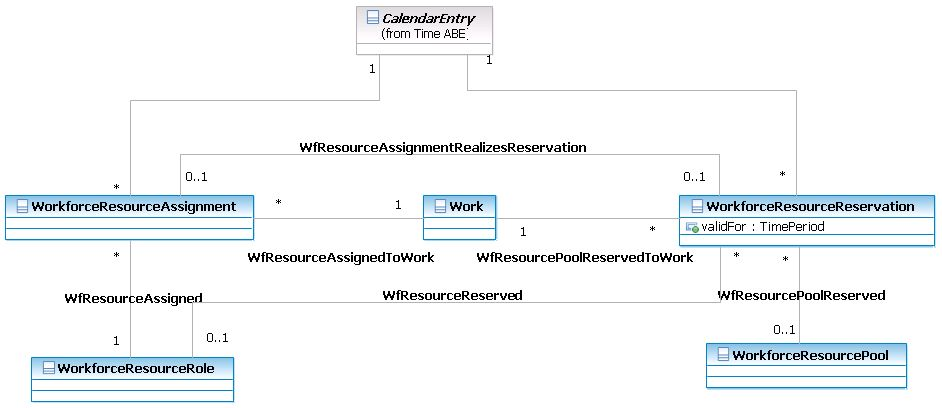 CalendarEntry
(from Time ABE)
1
1
WfResourceAssignmentRealizesReservation
0..1
0..1
*
*
WorkforceResourceAssignment
*
1
Work
WorkforceResourceReservation
validFor : TimePeriod
1
*
*
WfResourceAssignedToWork
WfResourcePoolReservedToWork
*
*
WfResourceAssigned
WfResourceReserved
WfResourcePoolReserved
1
0..1
0..1
WorkforceResourceRole
WorkforceResourcePool